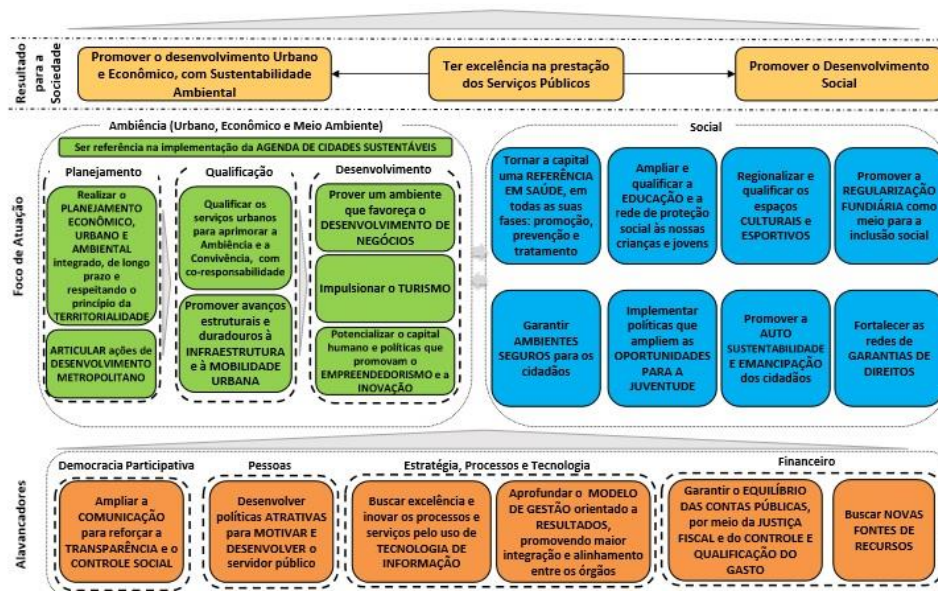 Resultado
para a
Sociedade
Promover o desenvolvimento Urbano
e Econômico, com Sustentabilidade
Ambiental
Ter excelência na prestação
dos Serviços Públicos
Promover o Desenvolvimento
Social
Foco de Atuação
Ambiência (Urbano, Econômico e Meio Ambiente)
Ser referência na implementação da AGENDA DE CIDADES SUSTENTÁVEIS
Planejamento
Realizar o
PLANEJAMENTO
ECONÔMICO,
URBANO E
AMBIENTAL
integrado, de longo
prazo e
respeitando o
princípio da
TERRITORIALIDADE
ARTICULAR ações de
DESENVOLVIMENTO
METROPOLITANO
Qualificação
Qualificar os
serviços urbanos
para aprimorar a
Ambiência e a
Convivência, com
co-responsabilidade
Promover avanços
estruturais e
duradouros à
INFRAESTRUTURA
e à MOBILIDADE
URBANA
Desenvolvimento
Prover um ambiente
que favoreça o
DESENVOLVIMENTO DE
NEGÓCIOS
Impulsionar o TURISMO
Potencializar o capital
humano e políticas que
promovam o
EMPREENDEDORISMO e a
INOVAÇÃO
Social
Tornar a capital
uma REFERÊNCIA
EM SAÚDE, em
todas as suas
fases: promoção,
prevenção e
tratamento
Ampliar e
qualificar a
EDUCAÇÃO e a
rede de proteção
social às nossas
crianças e jovens
Regionalizar e
qualificar os
espaços
CULTURAIS e
ESPORTIVOS
Promover a
REGULARIZAÇÃO
FUNDIÁRIA como
meio para a
inclusão social
Garantir
AMBIENTES
SEGUROS para os
cidadãos
Implementar
políticas que
ampliem as
OPORTUNIDADES
PARA A
JUVENTUDE
Promover a
AUTO
SUSTENTABILIDADE
E EMANCIPAÇÃO
dos cidadãos
Fortalecer as
redes de
GARANTIAS DE
DIREITOS
Alavancadores
Democracia Participativa
Ampliar a
COMUNICAÇÃO
para reforçar a
TRANSPARÊNCIA e o
CONTROLE SOCIAL
Pessoas
Desenvolver
políticas ATRATIVAS
para MOTIVAR E
DESENVOLVER o
servidor público
Estratégia, Processos e Tecnologia
Buscar excelência e
inovar os processos e
serviços pelo uso de
TECNOLOGIA DE
INFORMAÇÃO
Aprofundar o MODELO
DE GESTÃO orientado a
RESULTADOS,
promovendo maior
integração e alinhamento
entre os órgãos
Financeiro
Garantir o EQUILÍBRIO
DAS CONTAS PÚBLICAS,
por meio da JUSTIÇA
FISCAL e do CONTROLE E
QUALIFICAÇÃO DO
GASTO
Buscar NOVAS
FONTES DE
RECURSOS